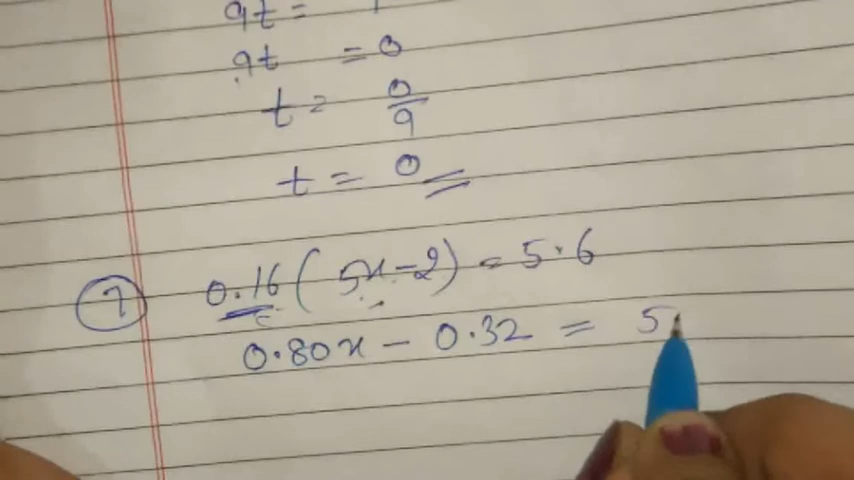 9t =
9t = 0
t = 0/9
t = 0
7 0.16 ( 5x - 2 ) = 5.6
0.80x - 0.32 = 5